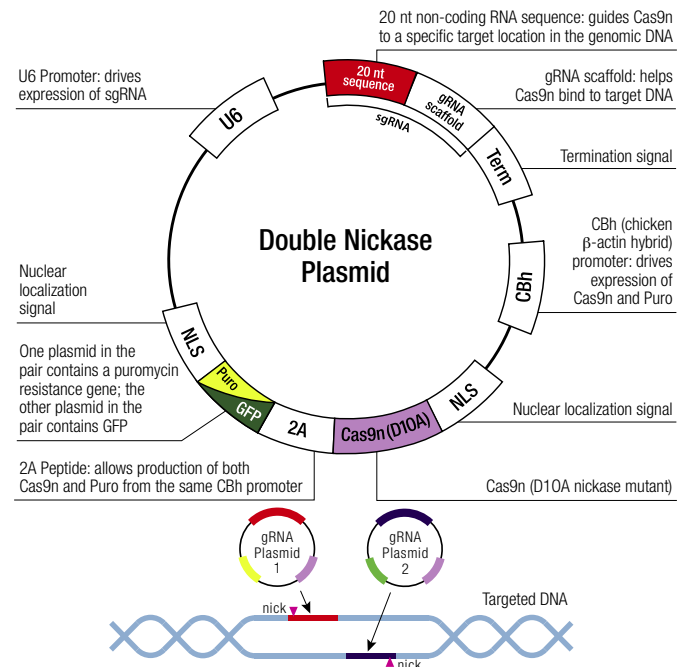 20 nt non-coding RNA sequence: guides Cas9n
to a specific target location in the genomic DNA
U6 Promoter: drives
expression of sgRNA
gRNA scaffold: helps
Cas9n bind to target DNA
20 nt
sequence
gRNA
scaffold
sgRNA
U6
Term
Termination signal
Double Nickase
Plasmid
CBh (chicken
β-actin hybrid)
promoter: drives
expression of
Cas9n and Puro
CBh
Nuclear
localization
signal
NLS
One plasmid in the
pair contains a puromycin
resistance gene; the
other plasmid in the
pair contains GFP
Puro
GFP
2A
Cas9n (D10A)
NLS
Nuclear localization signal
2A Peptide: allows production of both
Cas9n and Puro from the same CBh promoter
Cas9n (D10A nickase mutant)
gRNA
Plasmid
1
gRNA
Plasmid
2
nick
Targeted DNA
nick